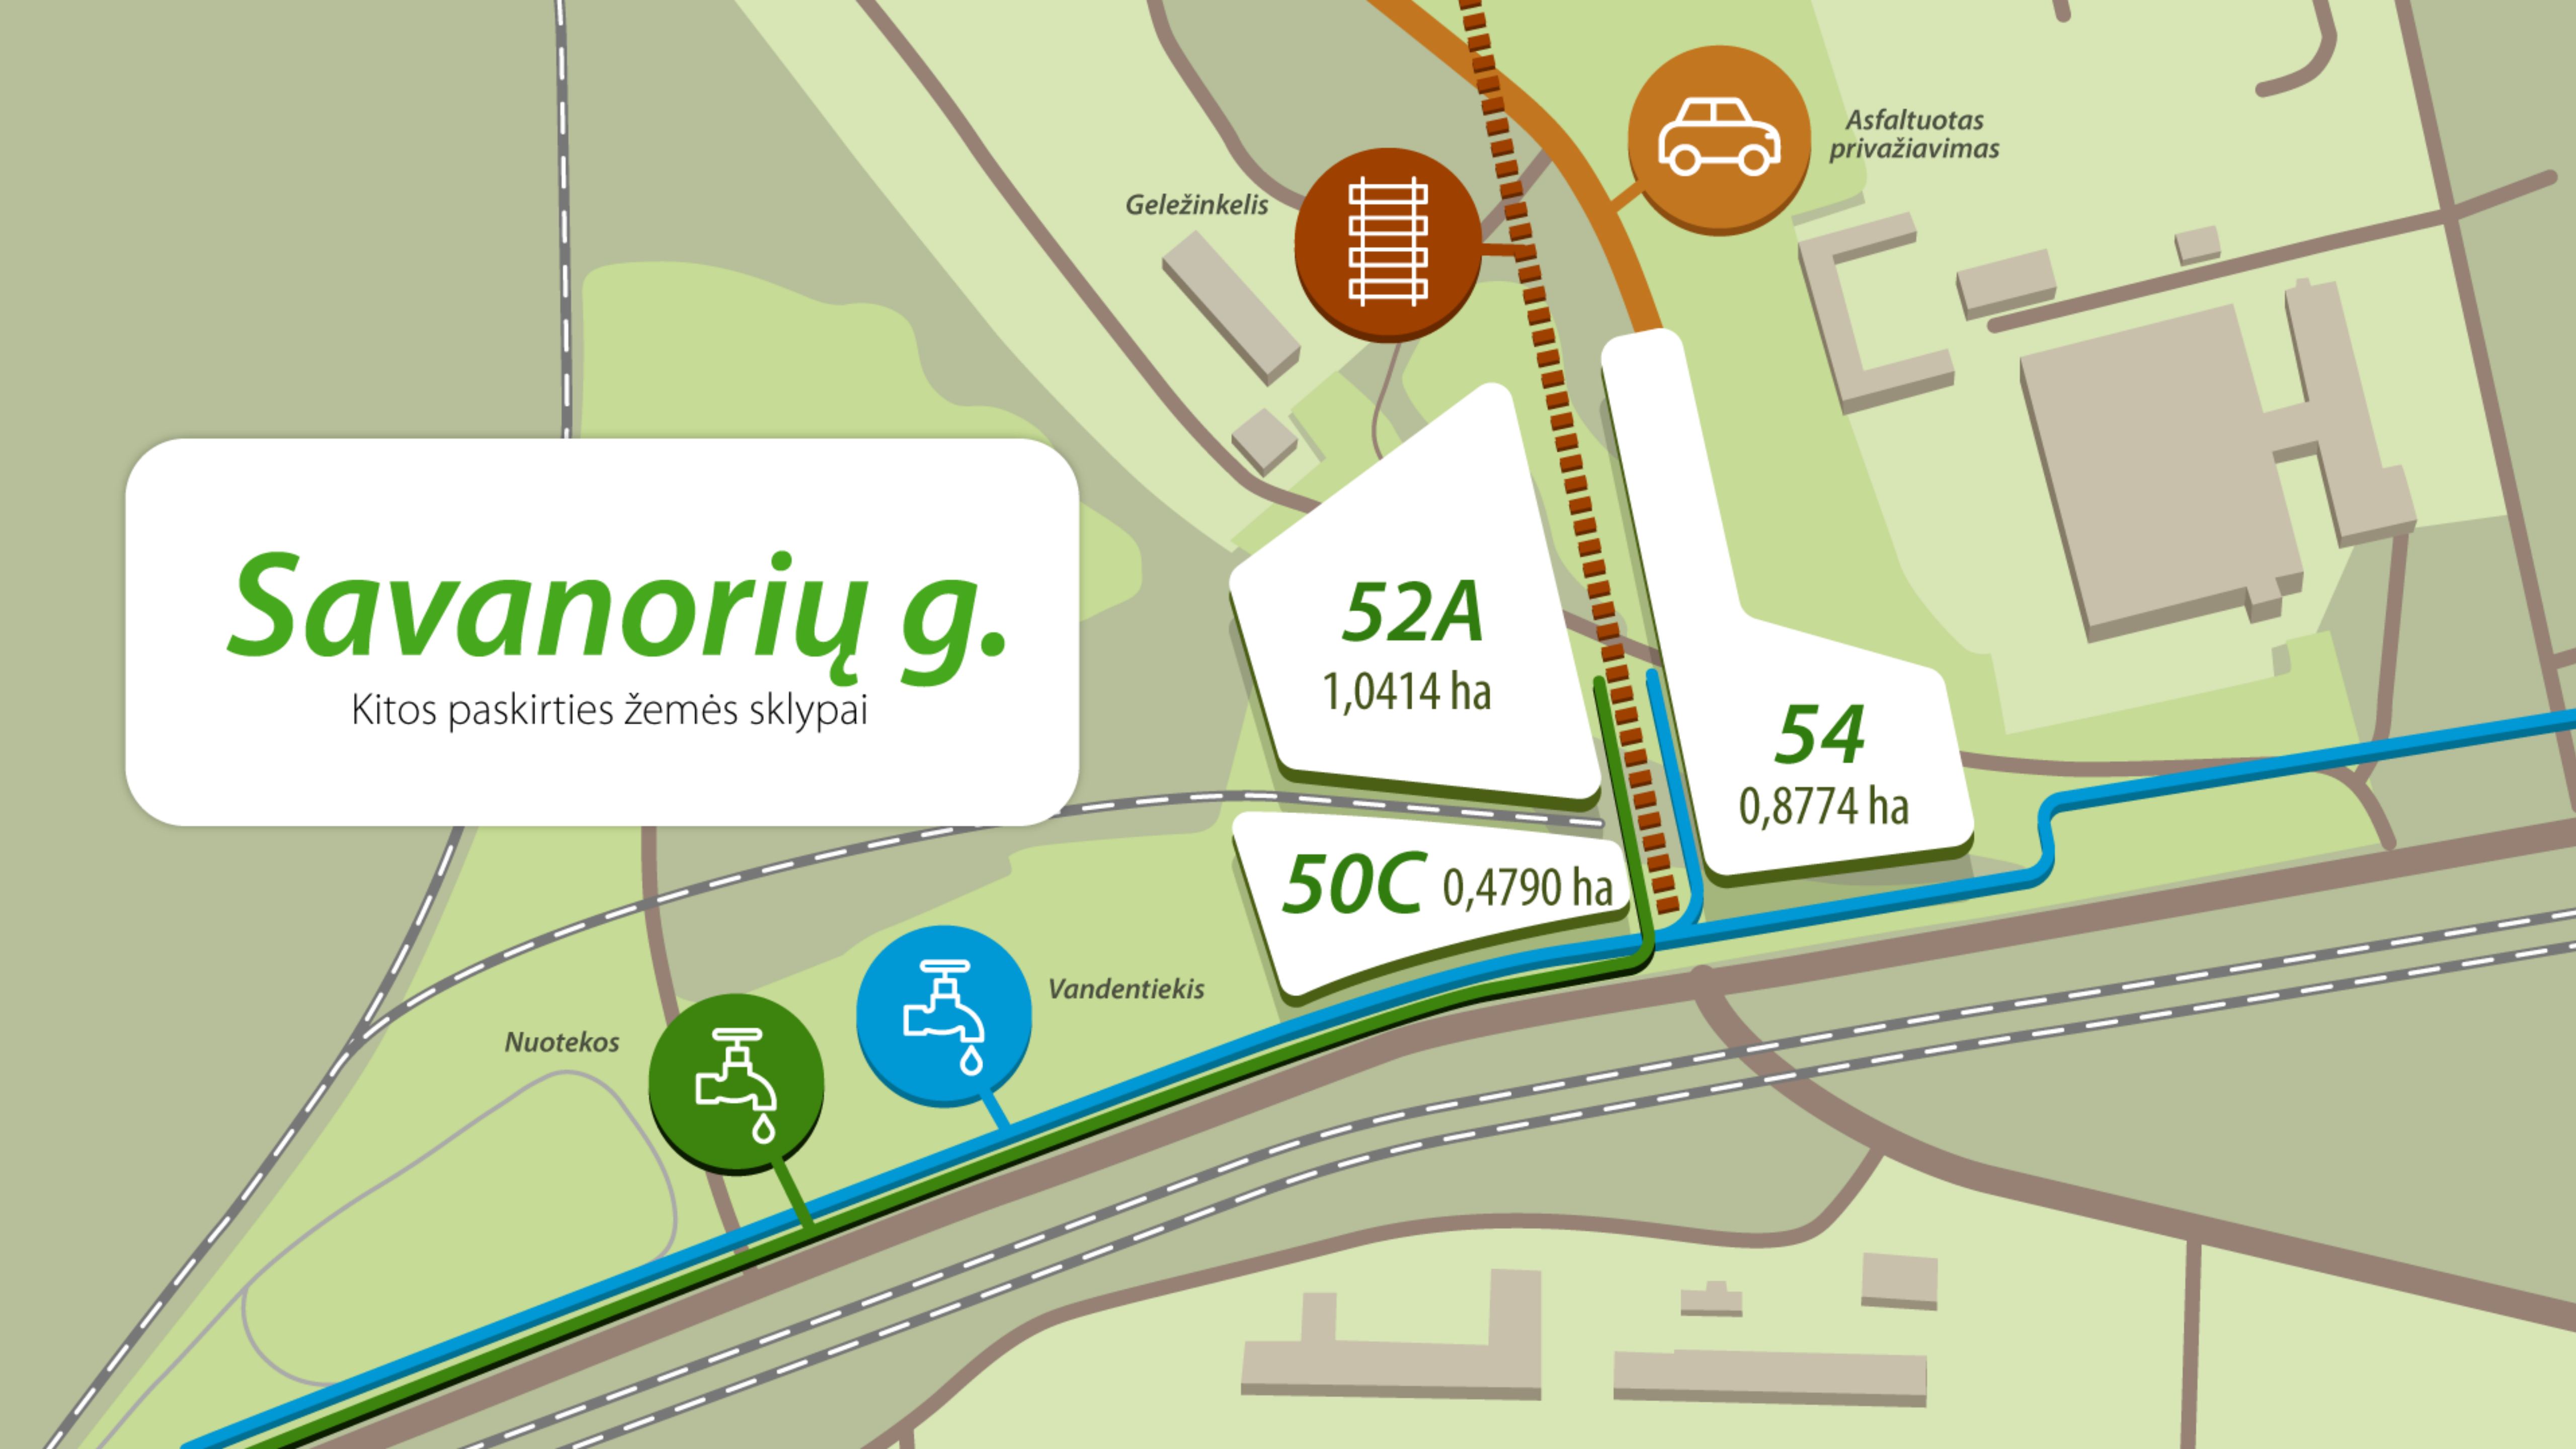 Asfaltuotas
privažiavimas
Geležinkelis
Savanorių g.
Kitos paskirties žemės sklypai
52A
1,0414 ha
54
0,8774 ha
50C 0,4790 ha
Vandentiekis
Nuotekos